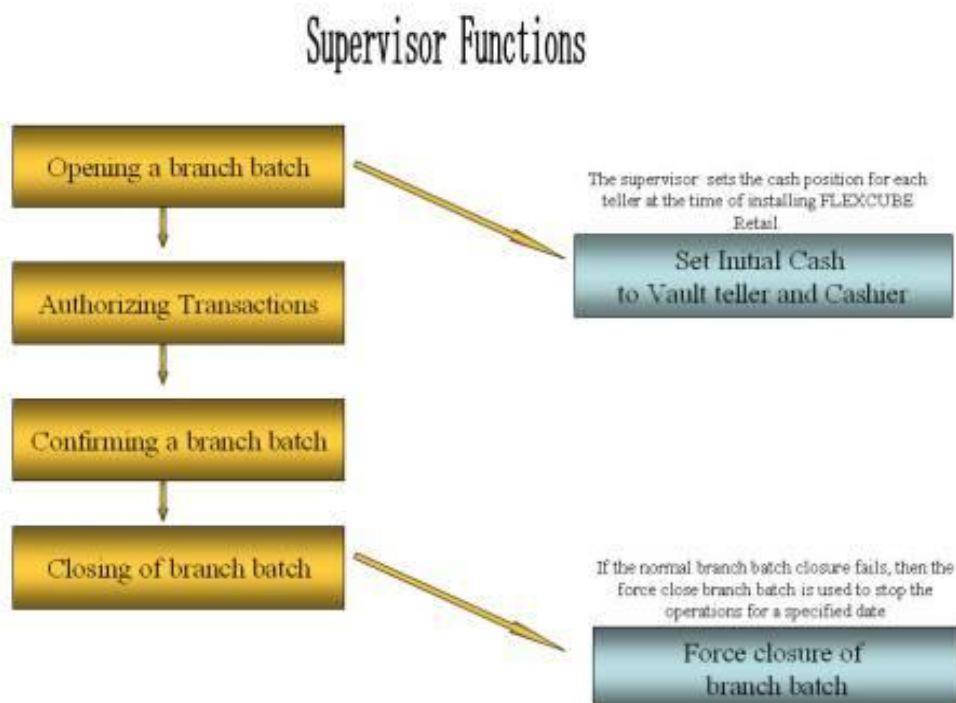 Supervisor Functions
Opening a branch batch
The supervisor sets the cash position for each
teller at the time of installing FLEXCUBE
Retail
Set Initial Cash
to Vault teller and Cashier
Authorizing Transactions
Confirming a branch batch
Closing of branch batch
If the normal branch batch closure fails, then the
force close branch batch is used to stop the
operations for a specified date
Force closure of
branch batch